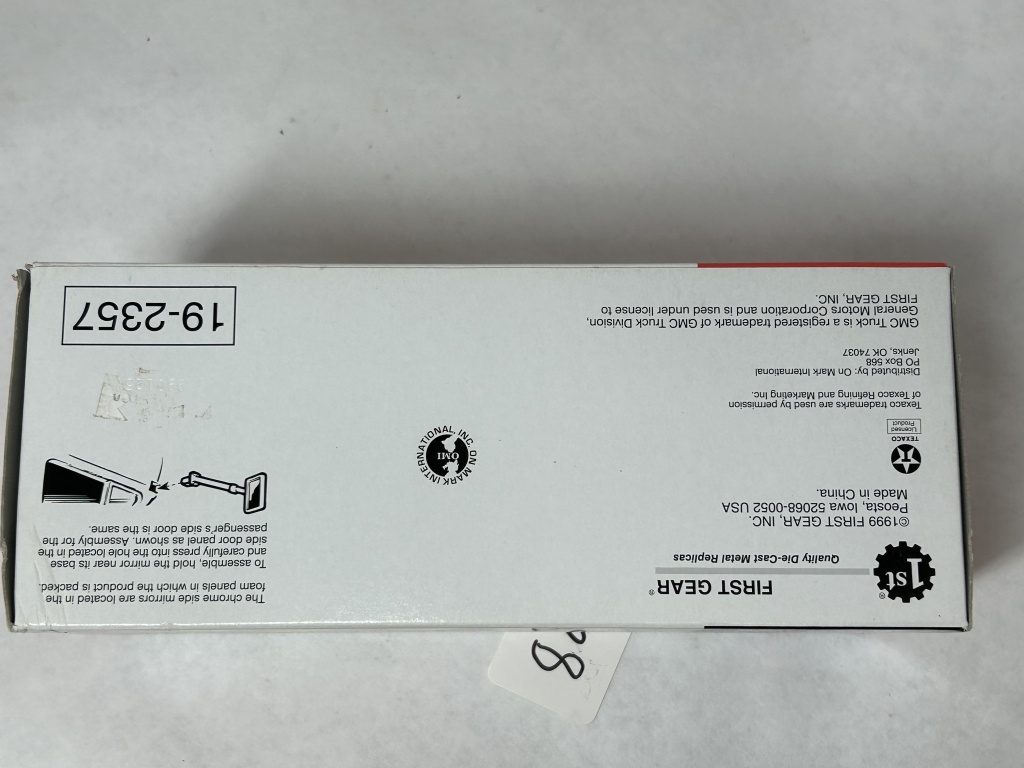 1st ®
FIRST GEAR®
Quality Die-Cast Metal Replicas
©1999 FIRST GEAR, INC.
Peosta, Iowa 52068-0052 USA
Made in China.
TEXACO
Licensed
Product
Texaco trademarks are used by permission
of Texaco Refining and Marketing Inc.
Distributed by: On Mark International
PO Box 568
Jenks, OK 74037
GMC Truck is a registered trademark of GMC Truck Division,
General Motors Corporation and is used under license to
FIRST GEAR, INC.
ON MARK INTERNATIONAL, INC.
OMI
The chrome side mirrors are located in the
foam panels in which the product is packed.
To assemble, hold the mirror near its base
and carefully press into the hole located in the
side door panel as shown. Assembly for the
passenger's side door is the same.
19-2357
8